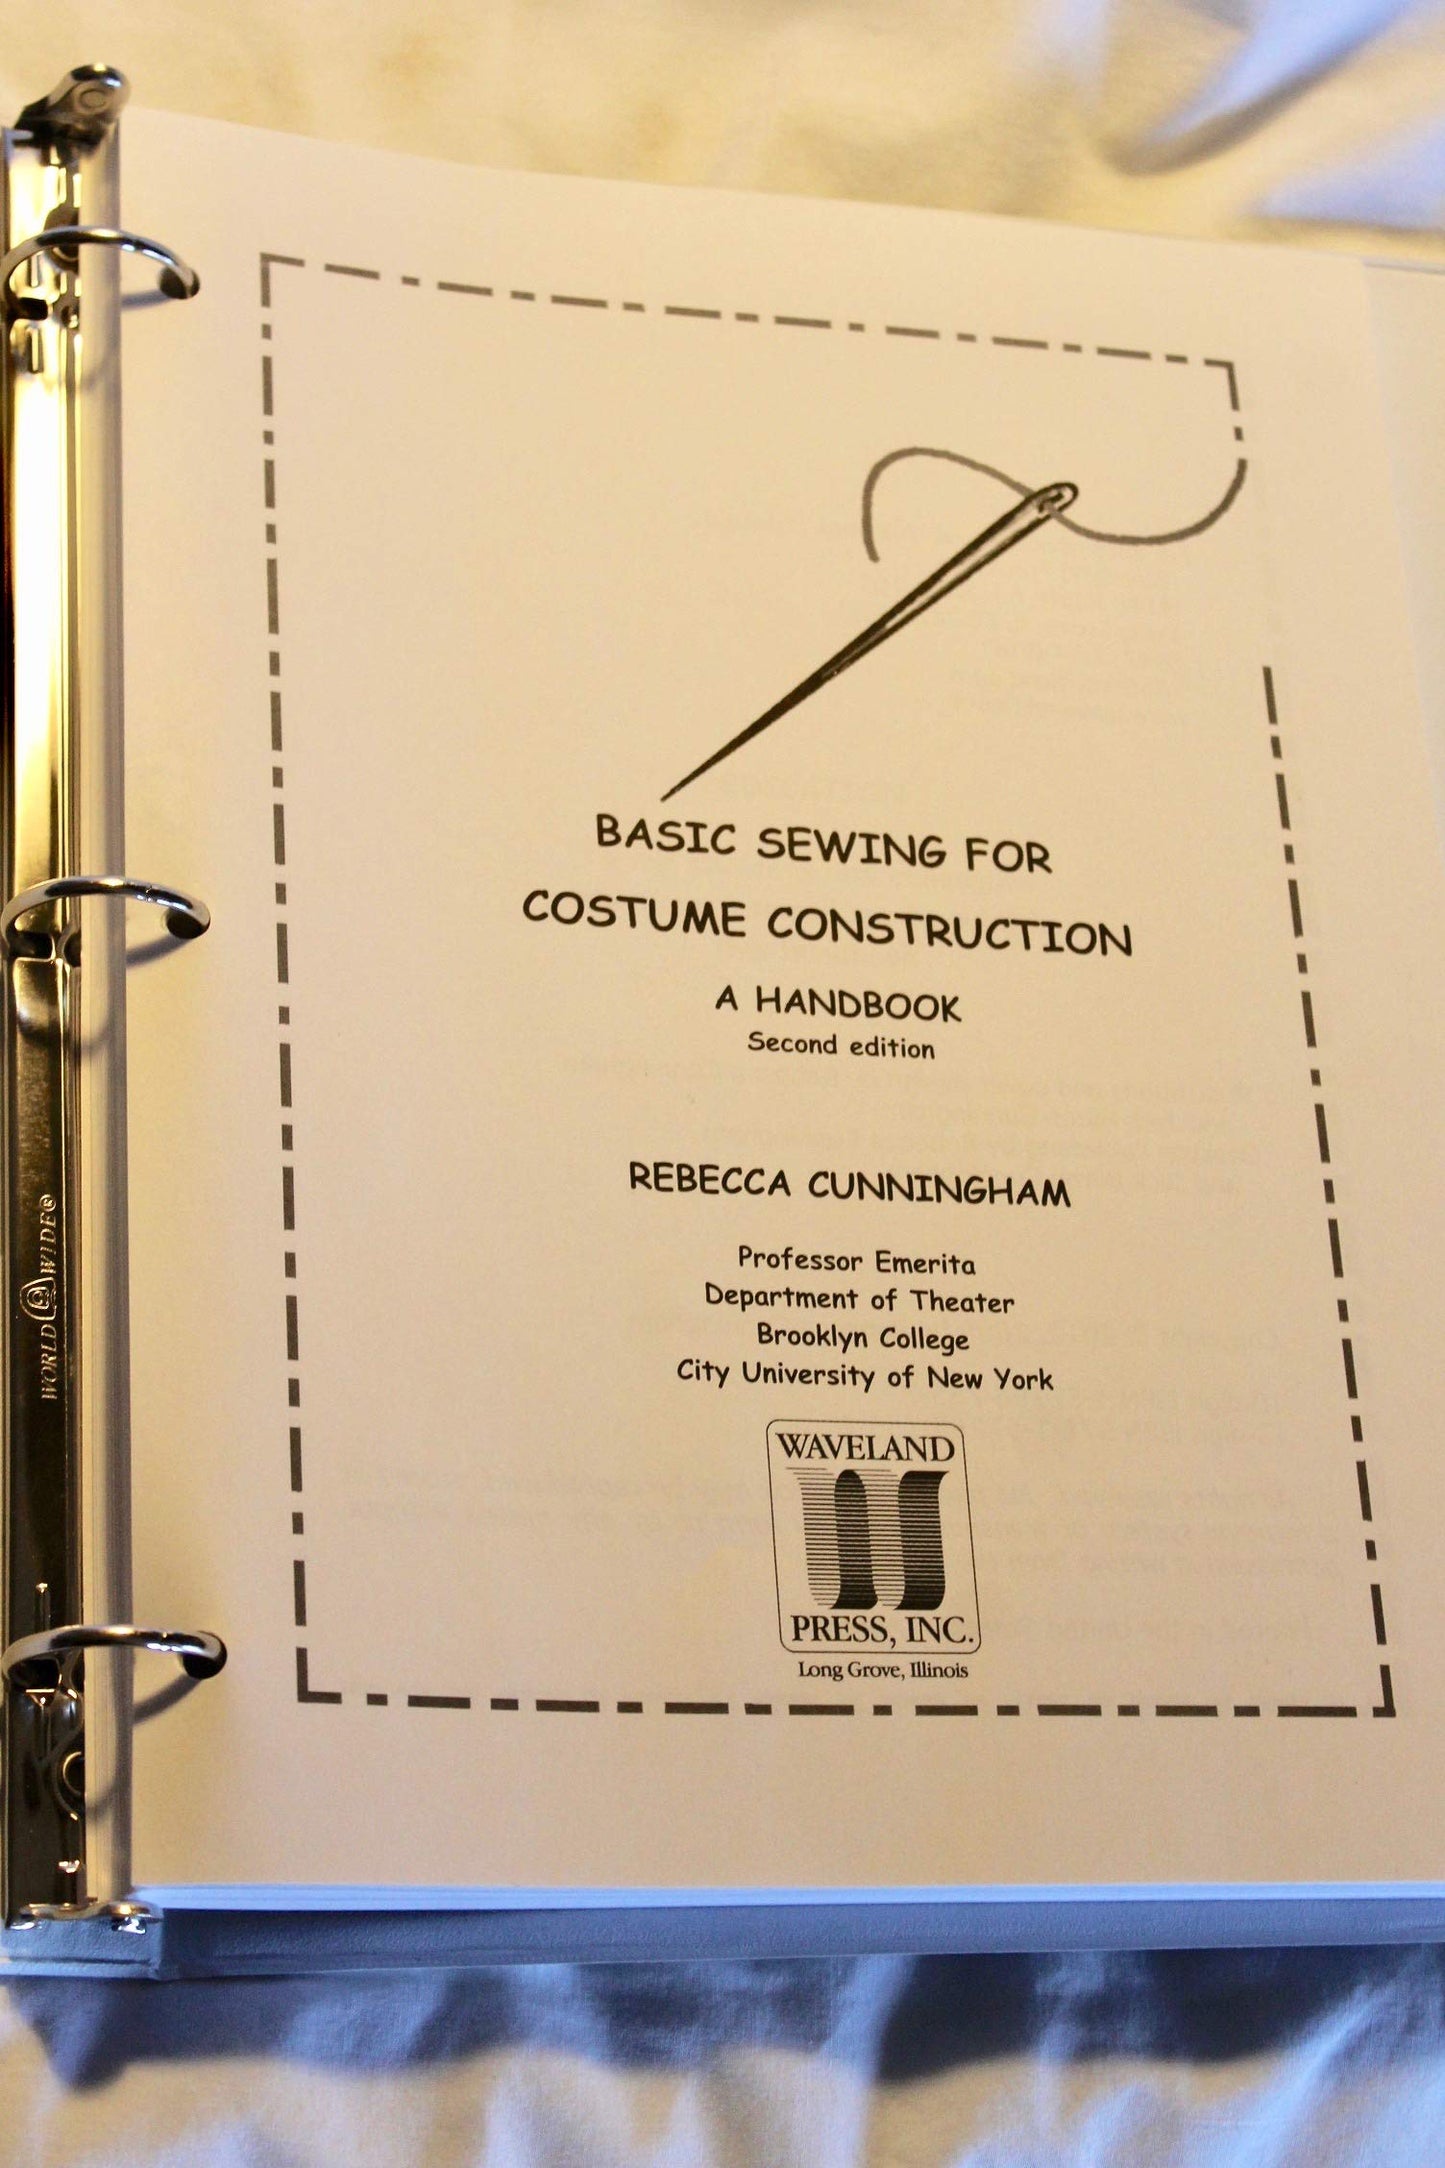 BASIC SEWING FOR
COSTUME CONSTRUCTION
A HANDBOOK
Second edition
REBECCA CUNNINGHAM
Professor Emerita
Department of Theater
Brooklyn College
City University of New York
WAVELAND
PRESS, INC.
Long Grove, Illinois
WORLD WIDE®